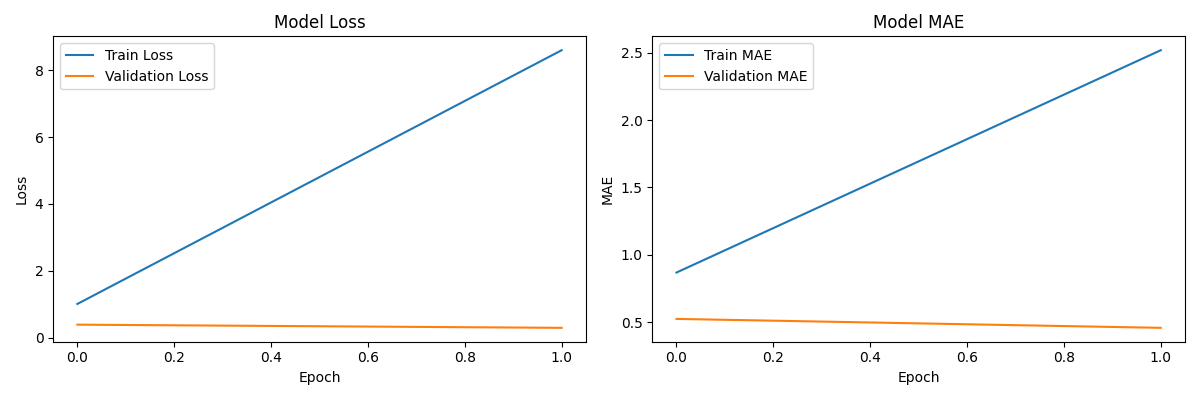 Model Loss
Train Loss
Validation Loss
Loss
8
6
4
2
0
0.0 0.2 0.4 0.6 0.8 1.0
Epoch
Model MAE
Train MAE
Validation MAE
MAE
2.5
2.0
1.5
1.0
0.5
0.0 0.2 0.4 0.6 0.8 1.0
Epoch